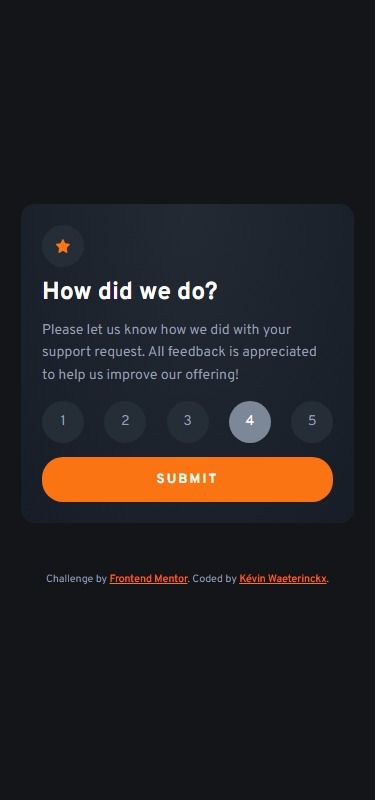 How did we do?
Please let us know how we did with your
support request. All feedback is appreciated
to help us improve our offering!
1 2 3 4 5
SUBMIT
Challenge by Frontend Mentor. Coded by Kévin Waeterinckx.